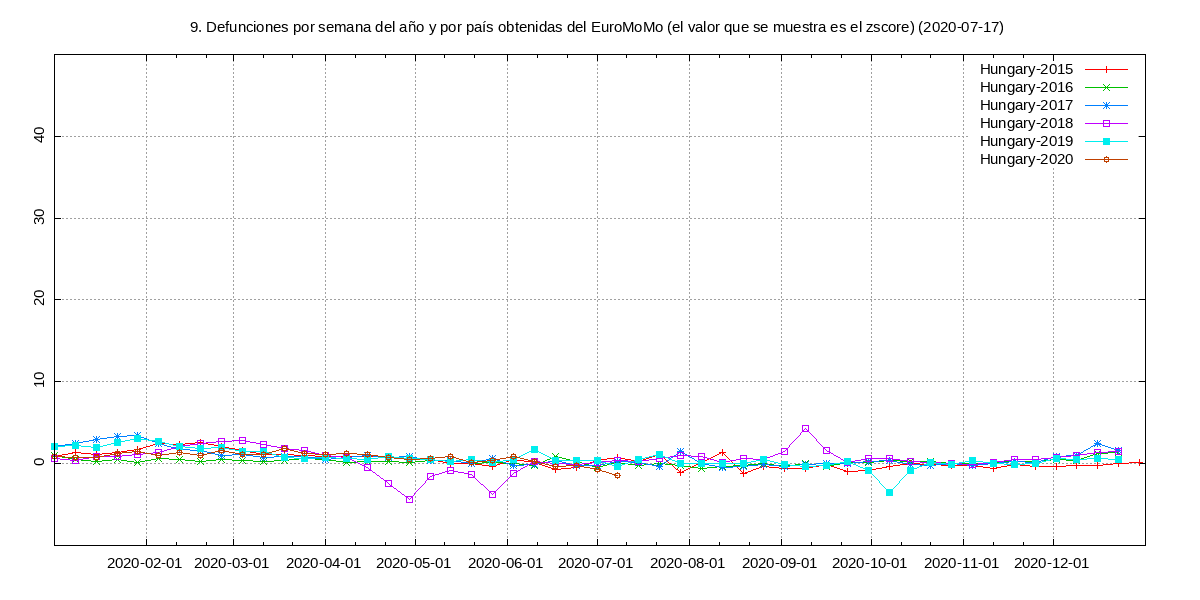 9. Defunciones por semana del año y por país obtenidas del EuroMoMo (el valor que se muestra es el zscore) (2020-07-17)
Hungary-2015
Hungary-2016
Hungary-2017
Hungary-2018
Hungary-2019
Hungary-2020
40
30
20
10
0
2020-02-01 2020-03-01 2020-04-01 2020-05-01 2020-06-01 2020-07-01 2020-08-01 2020-09-01 2020-10-01 2020-11-01 2020-12-01